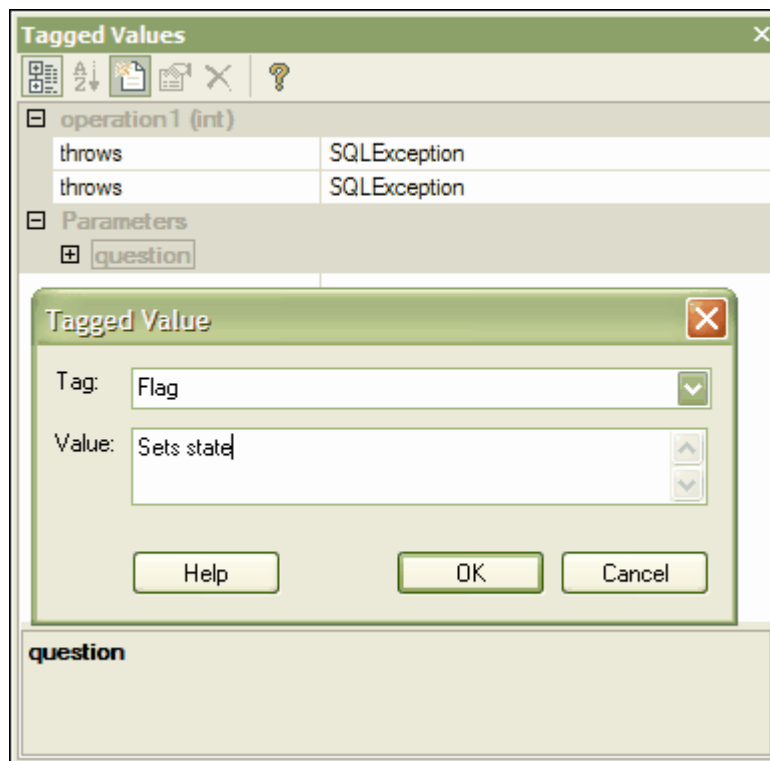 Tagged Values
operation1 (int)
throws SQLException
throws SQLException
Parameters
question
Tagged Value
Tag: Flag
Value: Sets state
Help OK Cancel
question